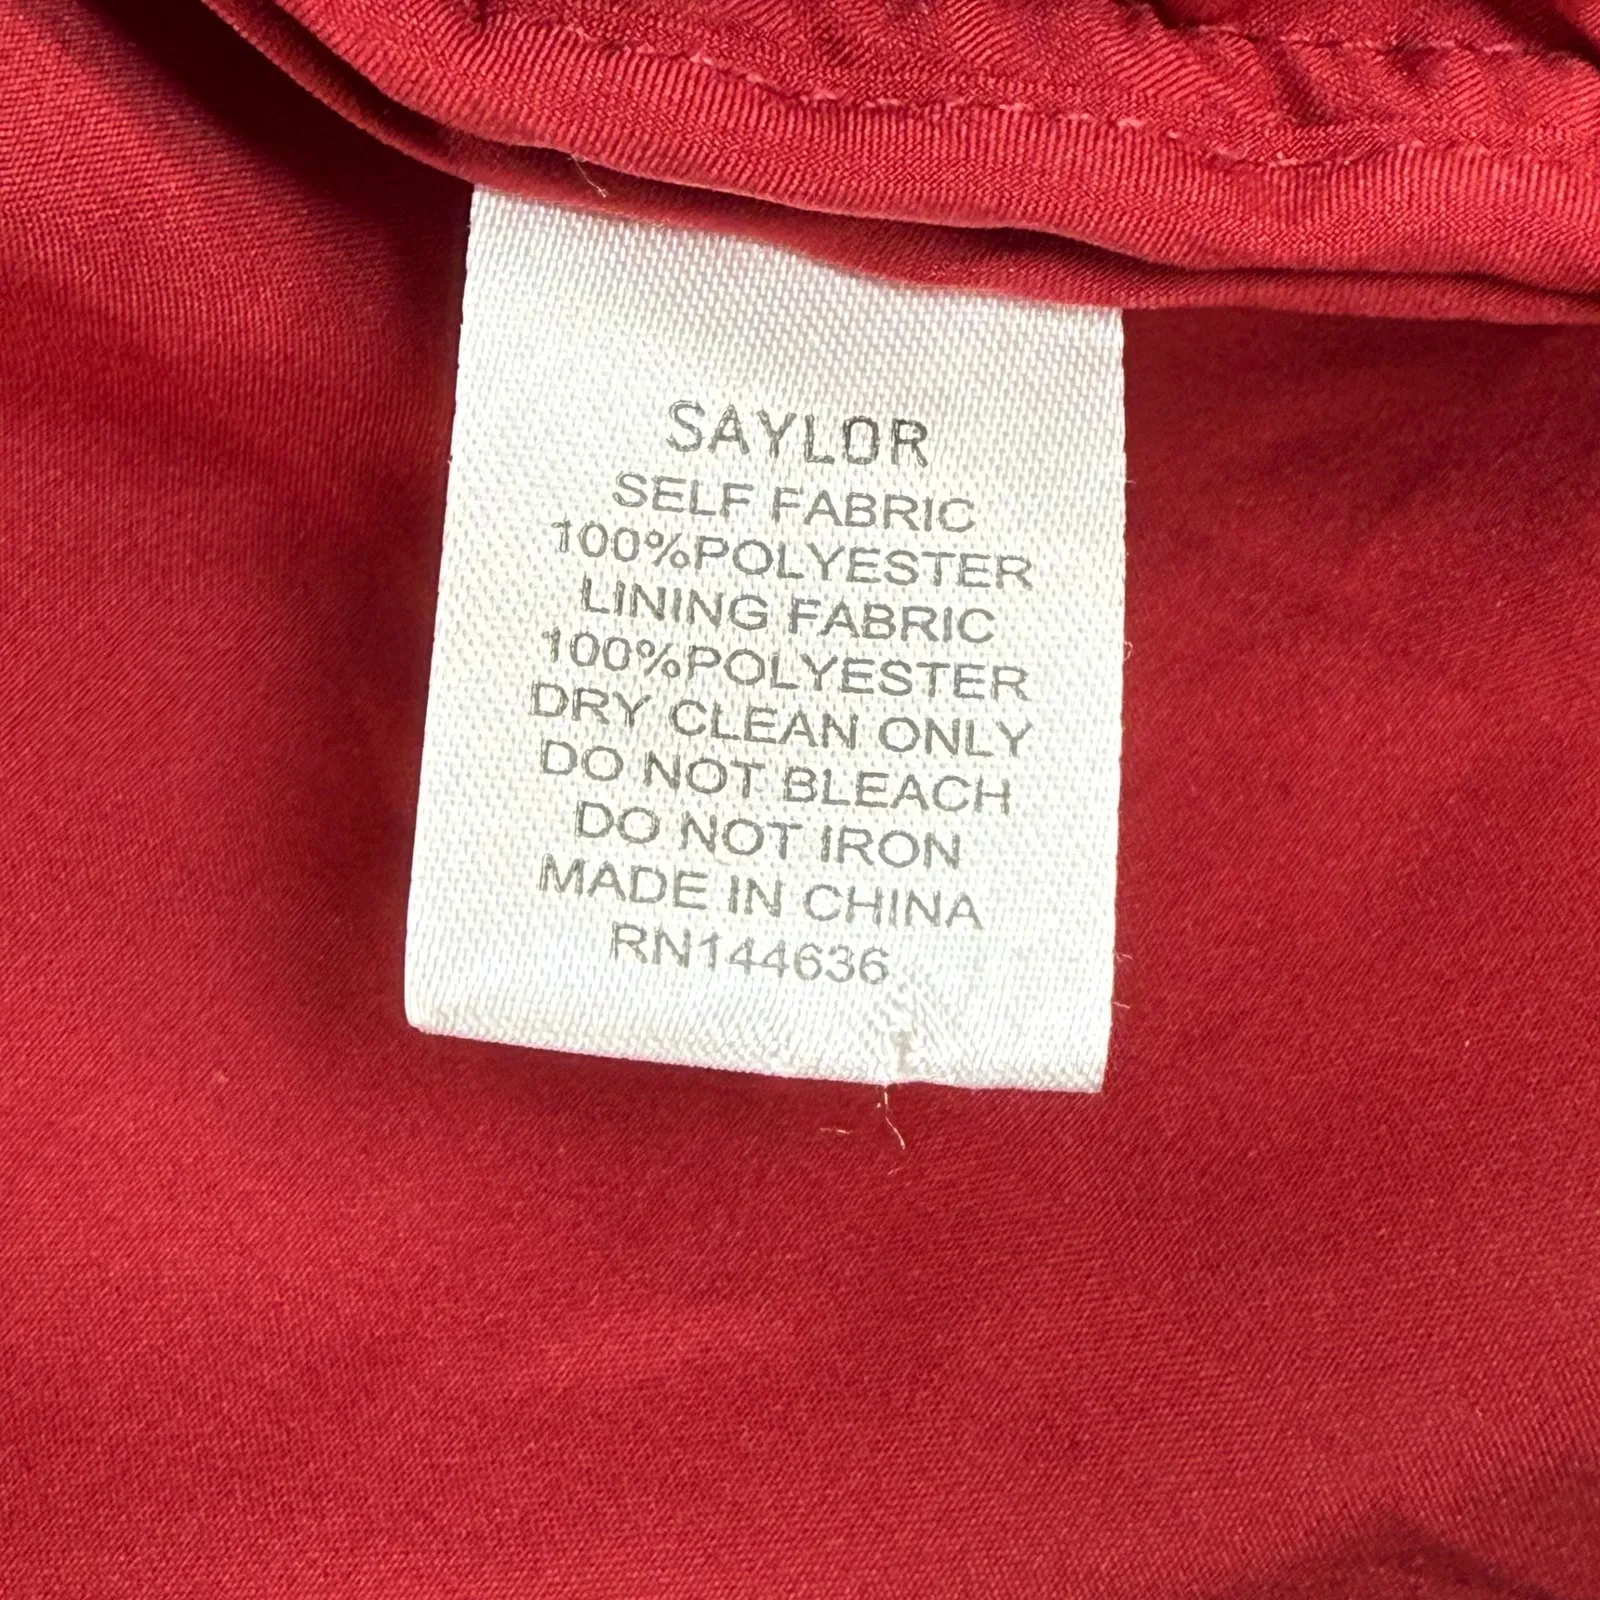 SAYLOR
SELF FABRIC
100%POLYESTER
LINING FABRIC
100%POLYESTER
DRY CLEAN ONLY
DO NOT BLEACH
DO NOT IRON
MADE IN CHINA
RN144636